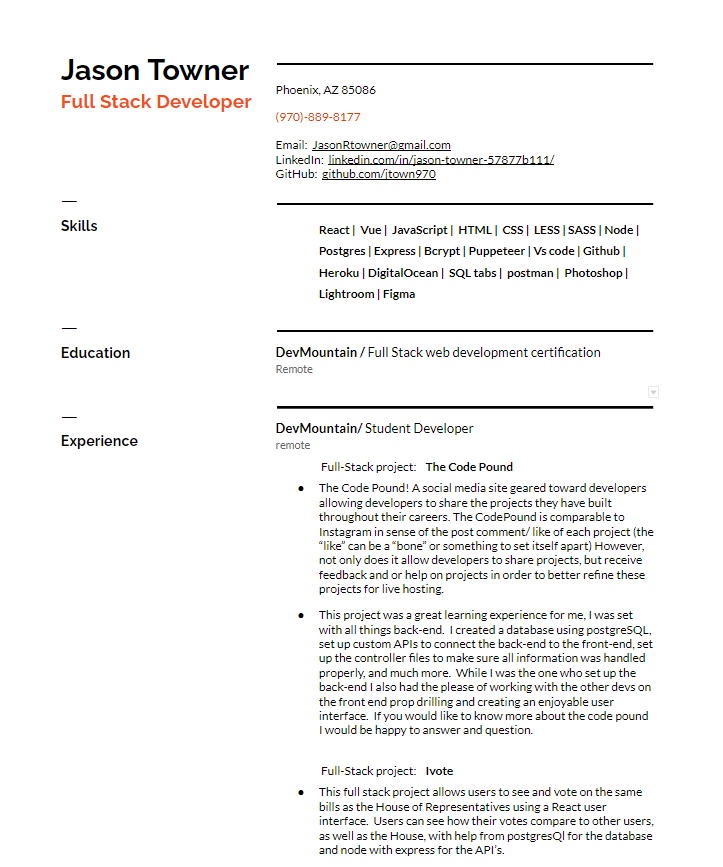 Jason Towner
Full Stack Developer
Phoenix, AZ 85086
(970)-889-8177
Email: JasonRtowner@gmail.com
LinkedIn: linkedin.com/in/jason-towner-57877b111/
GitHub: github.com/jtown970
Skills
React | Vue | JavaScript | HTML | CSS | LESS | SASS | Node |
Postgres | Express | Bcrypt | Puppeteer | Vs code | Github |
Heroku | DigitalOcean | SQL tabs | postman | Photoshop |
Lightroom | Figma
Education
DevMountain / Full Stack web development certification
Remote
Experience
DevMountain/ Student Developer
remote
Full-Stack project: The Code Pound
● The Code Pound! A social media site geared toward developers
allowing developers to share the projects they have built
throughout their careers. The CodePound is comparable to
Instagram in sense of the post comment/ like of each project (the
“like” can be a “bone” or something to set itself apart) However,
not only does it allow developers to share projects, but receive
feedback and or help on projects in order to better refine these
projects for live hosting.
● This project was a great learning experience for me, I was set
with all things back-end. I created a database using postgreSQL,
set up custom APIs to connect the back-end to the front-end, set
up the controller files to make sure all information was handled
properly, and much more. While I was the one who set up the
back-end I also had the please of working with the other devs on
the front end prop drilling and creating an enjoyable user
interface. If you would like to know more about the code pound
I would be happy to answer and question.
Full-Stack project: Ivote
● This full stack project allows users to see and vote on the same
bills as the House of Representatives using a React user
interface. Users can see how their votes compare to other users,
as well as the House, with help from postgresQl for the database
and node with express for the API’s.